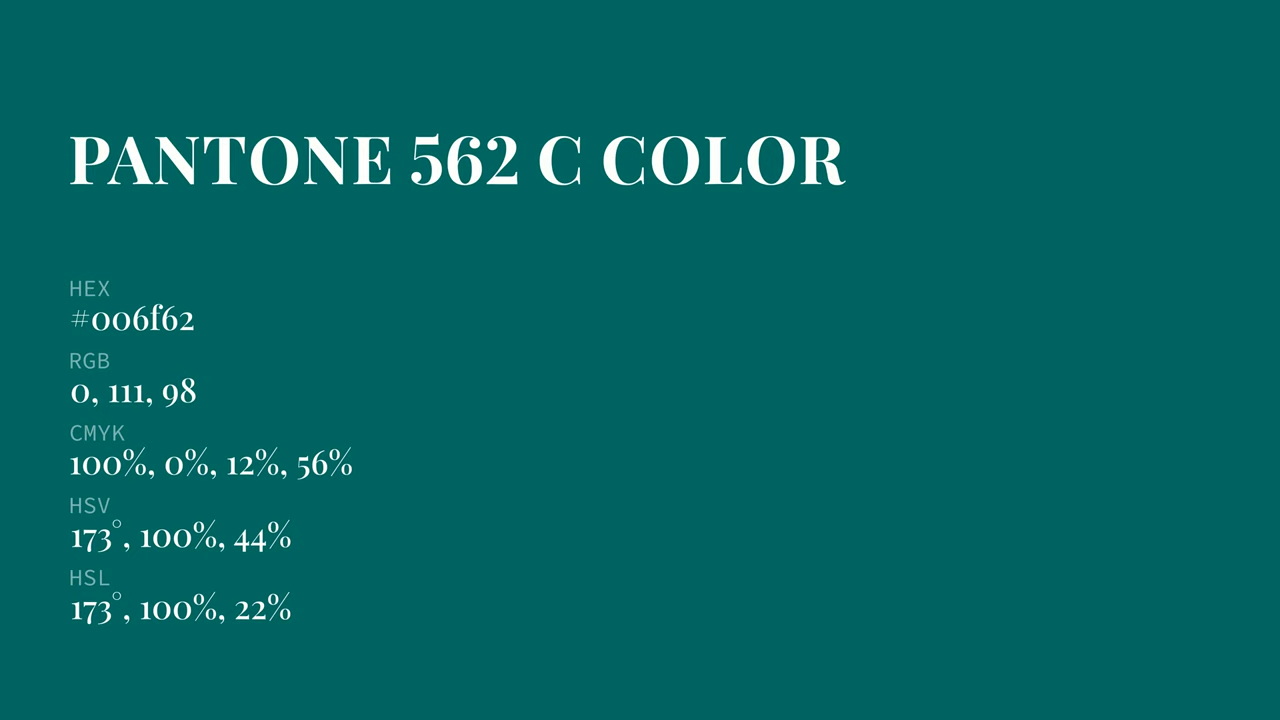 PANTONE 562 C COLOR
HEX
#006f62
RGB
0, 111, 98
CMYK
100%, 0%, 12%, 56%
HSV
173°, 100%, 44%
HSL
173°, 100%, 22%